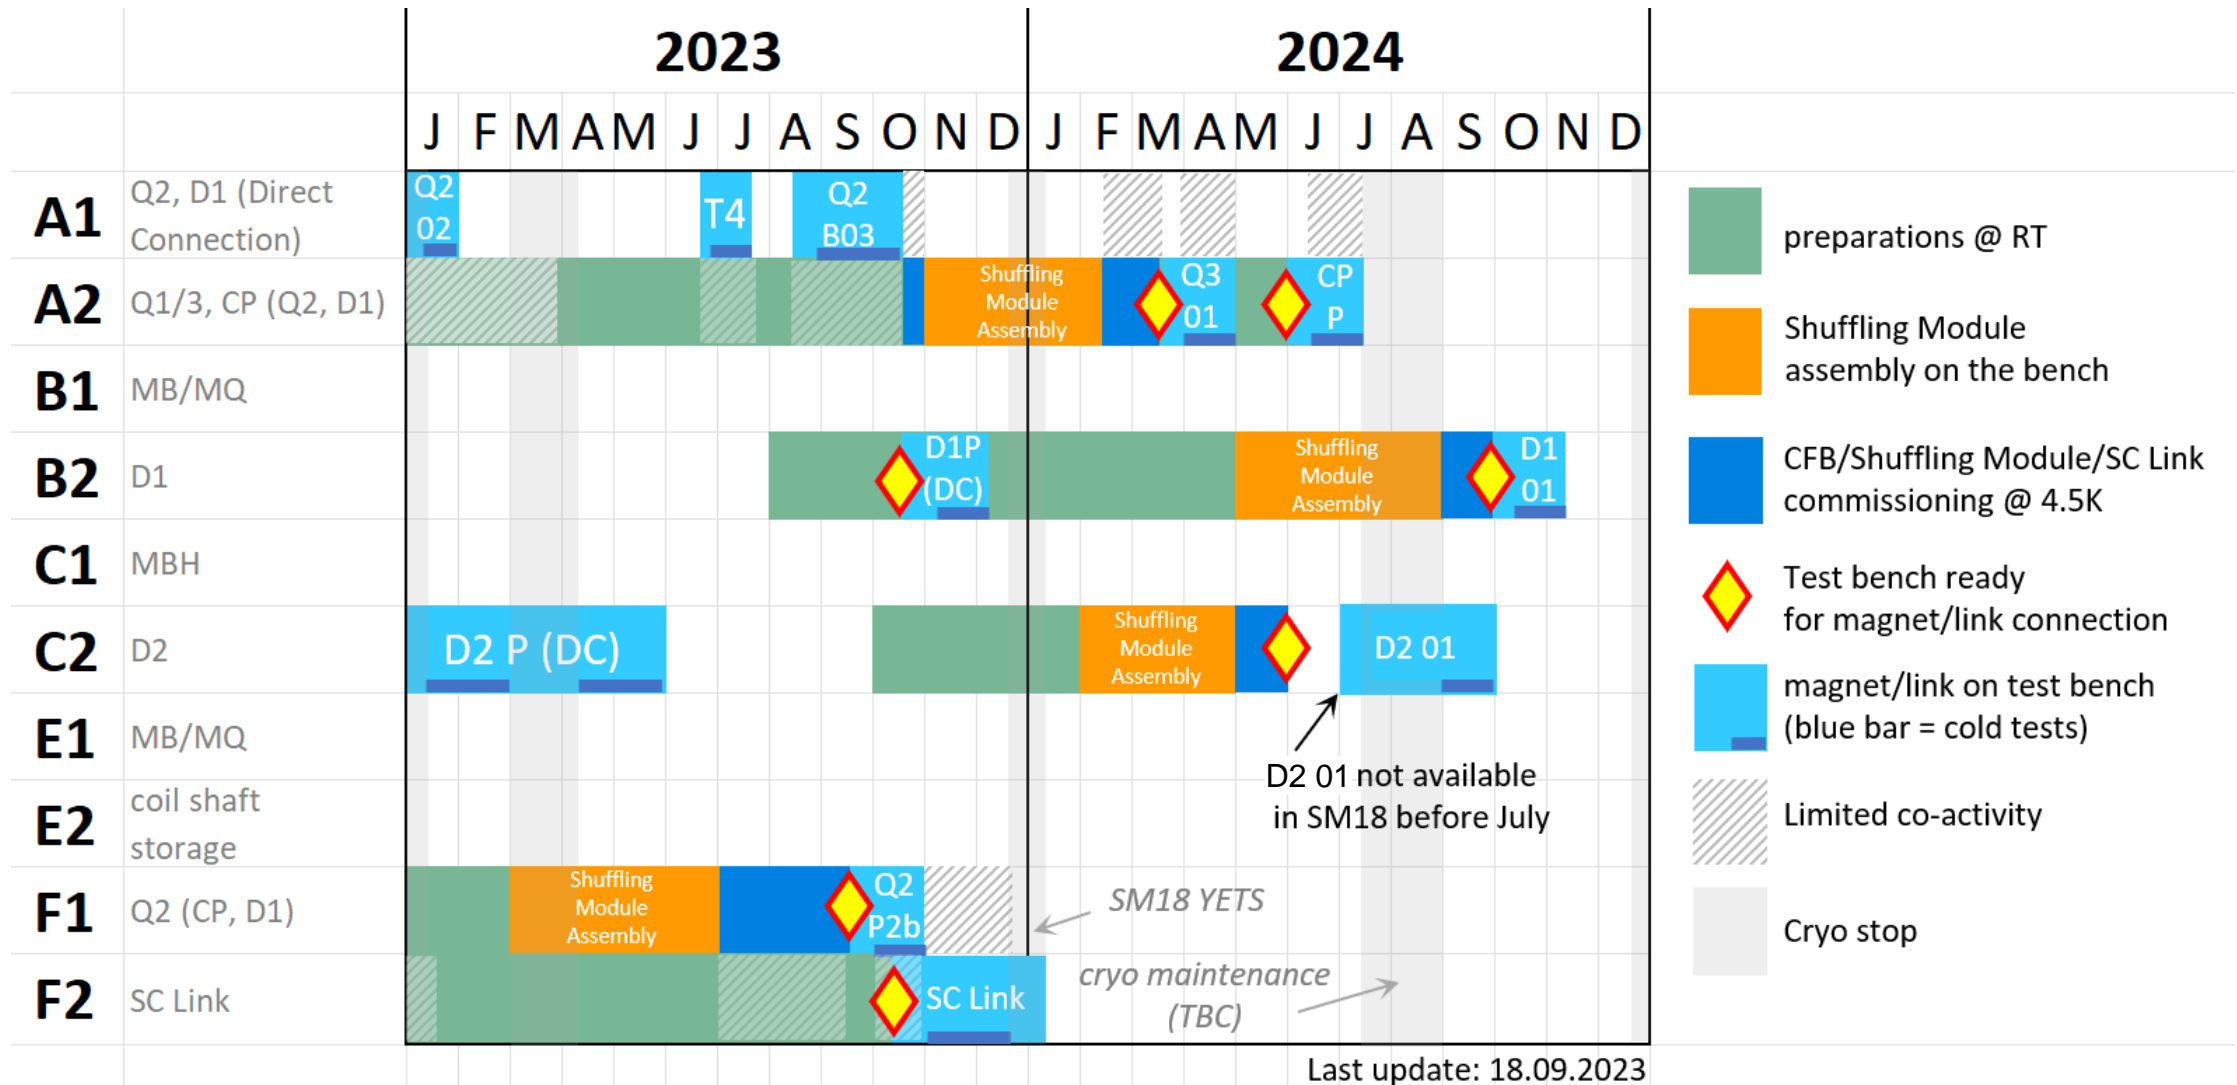 2023 2024
J F M A M J J A S O N D J F M A M J J A S O N D
A1 Q2, D1 (Direct
Connection)
Q2
02
T4
Q2
B03
A2 Q1/3, CP (Q2, D1)
Shuffling
Module
Assembly
Q3
01
CP
P
B1 MB/MQ
B2 D1
D1P
(DC)
Shuffling
Module
Assembly
D1
01
C1 MBH
C2 D2
D2 P (DC)
Shuffling
Module
Assembly
D2 01
E1 MB/MQ
D2 01 not available
in SM18 before July
E2 coil shaft
storage
F1 Q2 (CP, D1)
Shuffling
Module
Assembly
Q2
P2b
SM18 YETS
F2 SC Link
SC Link
cryo maintenance
(TBC)
preparations @ RT
Shuffling Module
assembly on the bench
CFB/Shuffling Module/SC Link
commissioning @ 4.5K
Test bench ready
for magnet/link connection
magnet/link on test bench
(blue bar = cold tests)
Limited co-activity
Cryo stop
Last update: 18.09.2023